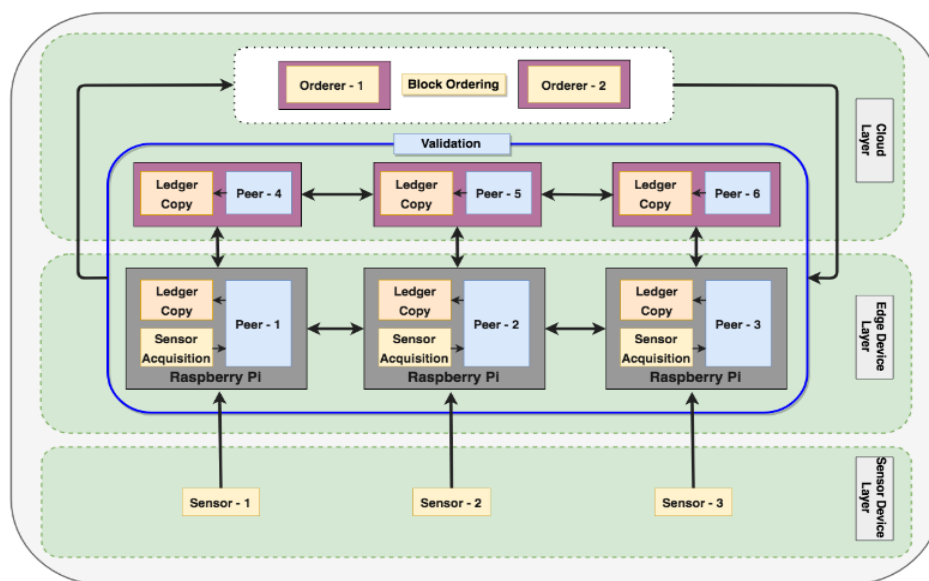 Orderer - 1
Block Ordering
Orderer - 2
Cloud
Layer
Validation
Ledger
Copy
Peer - 4
Ledger
Copy
Peer - 5
Ledger
Copy
Peer - 6
Ledger
Copy
Peer - 1
Sensor
Acquisition
Raspberry Pi
Ledger
Copy
Peer - 2
Sensor
Acquisition
Raspberry Pi
Ledger
Copy
Peer - 3
Sensor
Acquisition
Raspberry Pi
Edge Device
Layer
Sensor - 1
Sensor - 2
Sensor - 3
Sensor Device
Layer